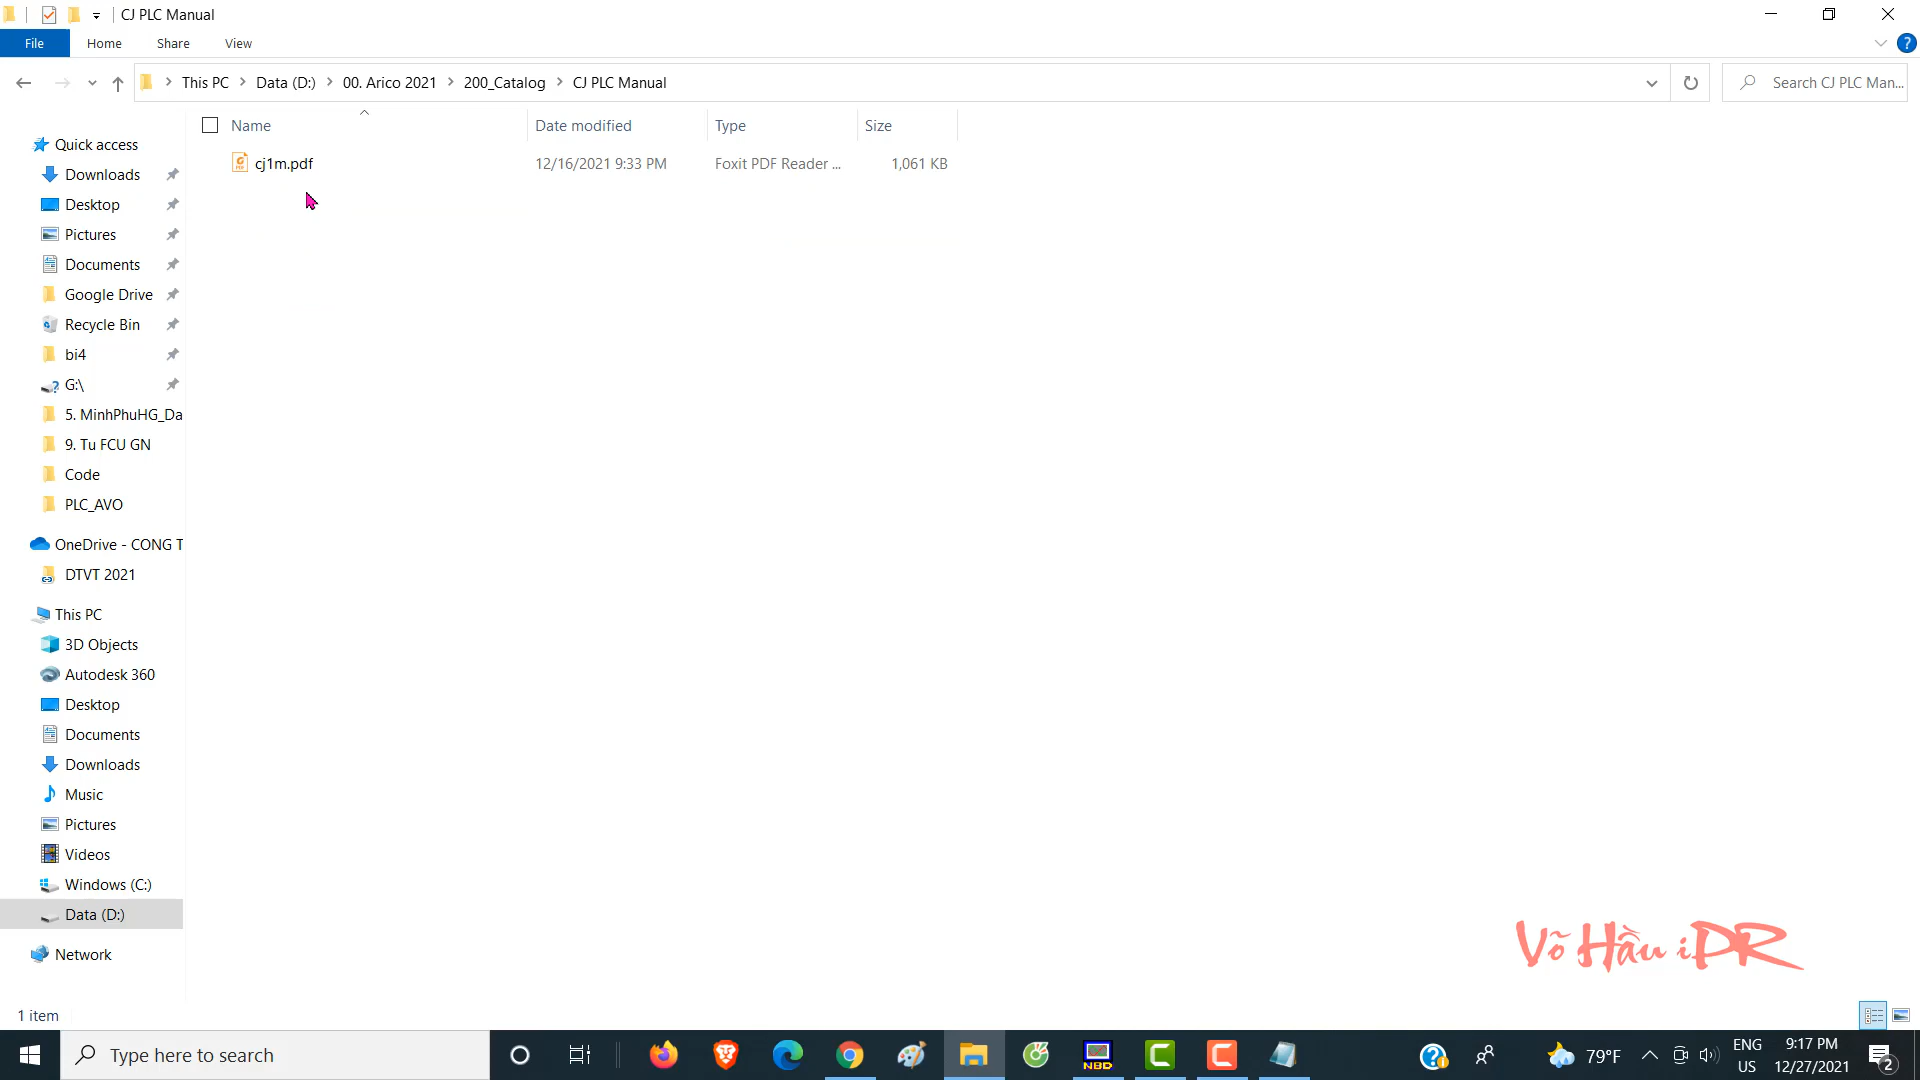 CJ PLC Manual
File Home Share View
This PC Data (D:) 00. Arico 2021 200_Catalog CJ PLC Manual
Search CJ PLC Man...
Name Date modified Type Size
cj1m.pdf 12/16/2021 9:33 PM Foxit PDF Reader ... 1,061 KB
Quick access
Downloads
Desktop
Pictures
Documents
Google Drive
Recycle Bin
bi4
G:\
5. MinhPhuHG_Da
9. Tu FCU GN
Code
PLC_AVO
OneDrive - CONG T
DTVT 2021
This PC
3D Objects
Autodesk 360
Desktop
Documents
Downloads
Music
Pictures
Videos
Windows (C:)
Data (D:)
Network
Võ Hầu iPR
1 item
Type here to search
NBD
79°F
ENG
US
9:17 PM
12/27/2021
2